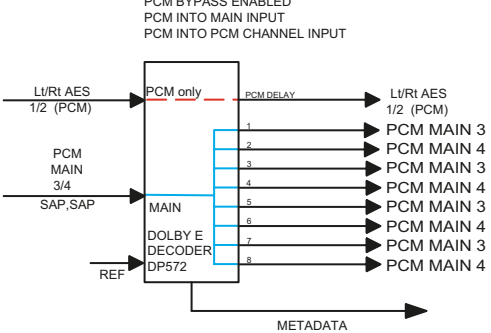 PCM BYPASS ENABLED
PCM INTO MAIN INPUT
PCM INTO PCM CHANNEL INPUT
Lt/Rt AES
1/2 (PCM)
PCM only
PCM DELAY
Lt/Rt AES
1/2 (PCM)
1
PCM MAIN 3
2
PCM MAIN 4
3
PCM MAIN 3
4
PCM MAIN 4
5
PCM MAIN 3
6
PCM MAIN 4
7
PCM MAIN 3
8
PCM MAIN 4
PCM
MAIN
3/4
SAP,SAP
MAIN
DOLBY E
DECODER
DP572
REF
METADATA